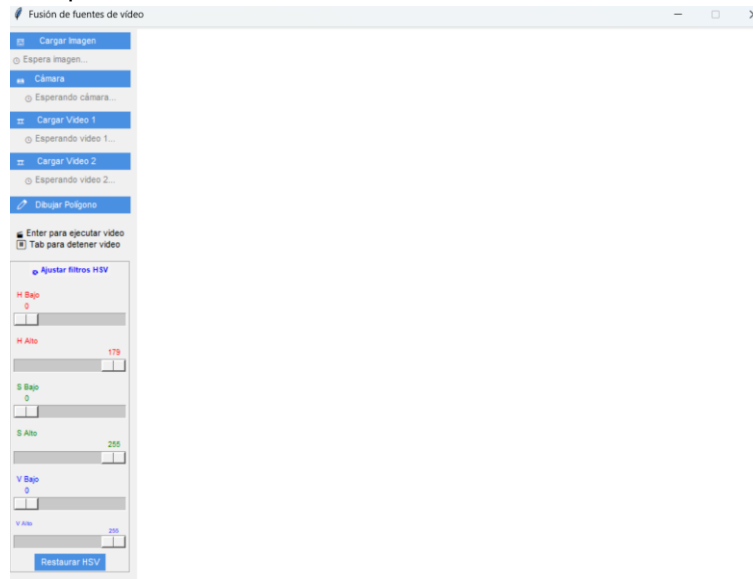 Fusión de fuentes de vídeo
Cargar Imagen
Espera imagen...
Cámara
Esperando cámara...
Cargar Video 1
Esperando video 1...
Cargar Video 2
Esperando video 2...
Dibujar Polígono
Enter para ejecutar video
Tab para detener video
Ajustar filtros HSV
H Bajo
0
H Alto
179
S Bajo
0
S Alto
255
V Bajo
0
V Alto
255
Restaurar HSV